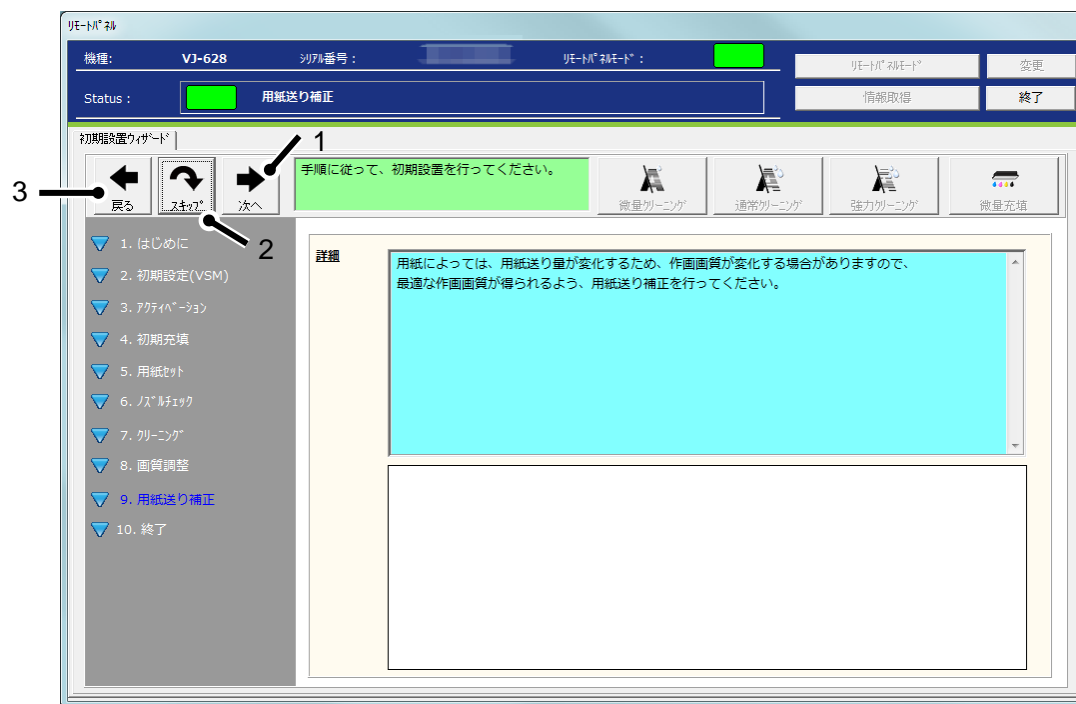 ﾘﾓｰﾄﾊﾟﾈﾙ
機種: VJ-628 ｼﾘｱﾙ番号： ﾘﾓｰﾄﾊﾟﾈﾙﾓｰﾄﾞ： ﾘﾓｰﾄﾊﾟﾈﾙﾓｰﾄﾞ 変更
Status： 用紙送り補正 情報取得 終了
初期設置ｳｨｻﾞｰﾄﾞ
1
手順に従って、初期設置を行ってください。
3
戻る ｽｷｯﾌﾟ 次へ 微量ｸﾘｰﾆﾝｸﾞ 通常ｸﾘｰﾆﾝｸﾞ 強力ｸﾘｰﾆﾝｸﾞ 微量充填
2
1. はじめに
2. 初期設定(VSM)
3. ｱｸﾃｨﾍﾞｰｼｮﾝ
4. 初期充填
5. 用紙ｾｯﾄ
6. ﾉｽﾞﾙﾁｪｯｸ
7. ｸﾘｰﾆﾝｸﾞ
8. 画質調整
9. 用紙送り補正
10. 終了
詳細
用紙によっては、用紙送り量が変化するため、作画画質が変化する場合がありますので、
最適な作画画質が得られるよう、用紙送り補正を行ってください。